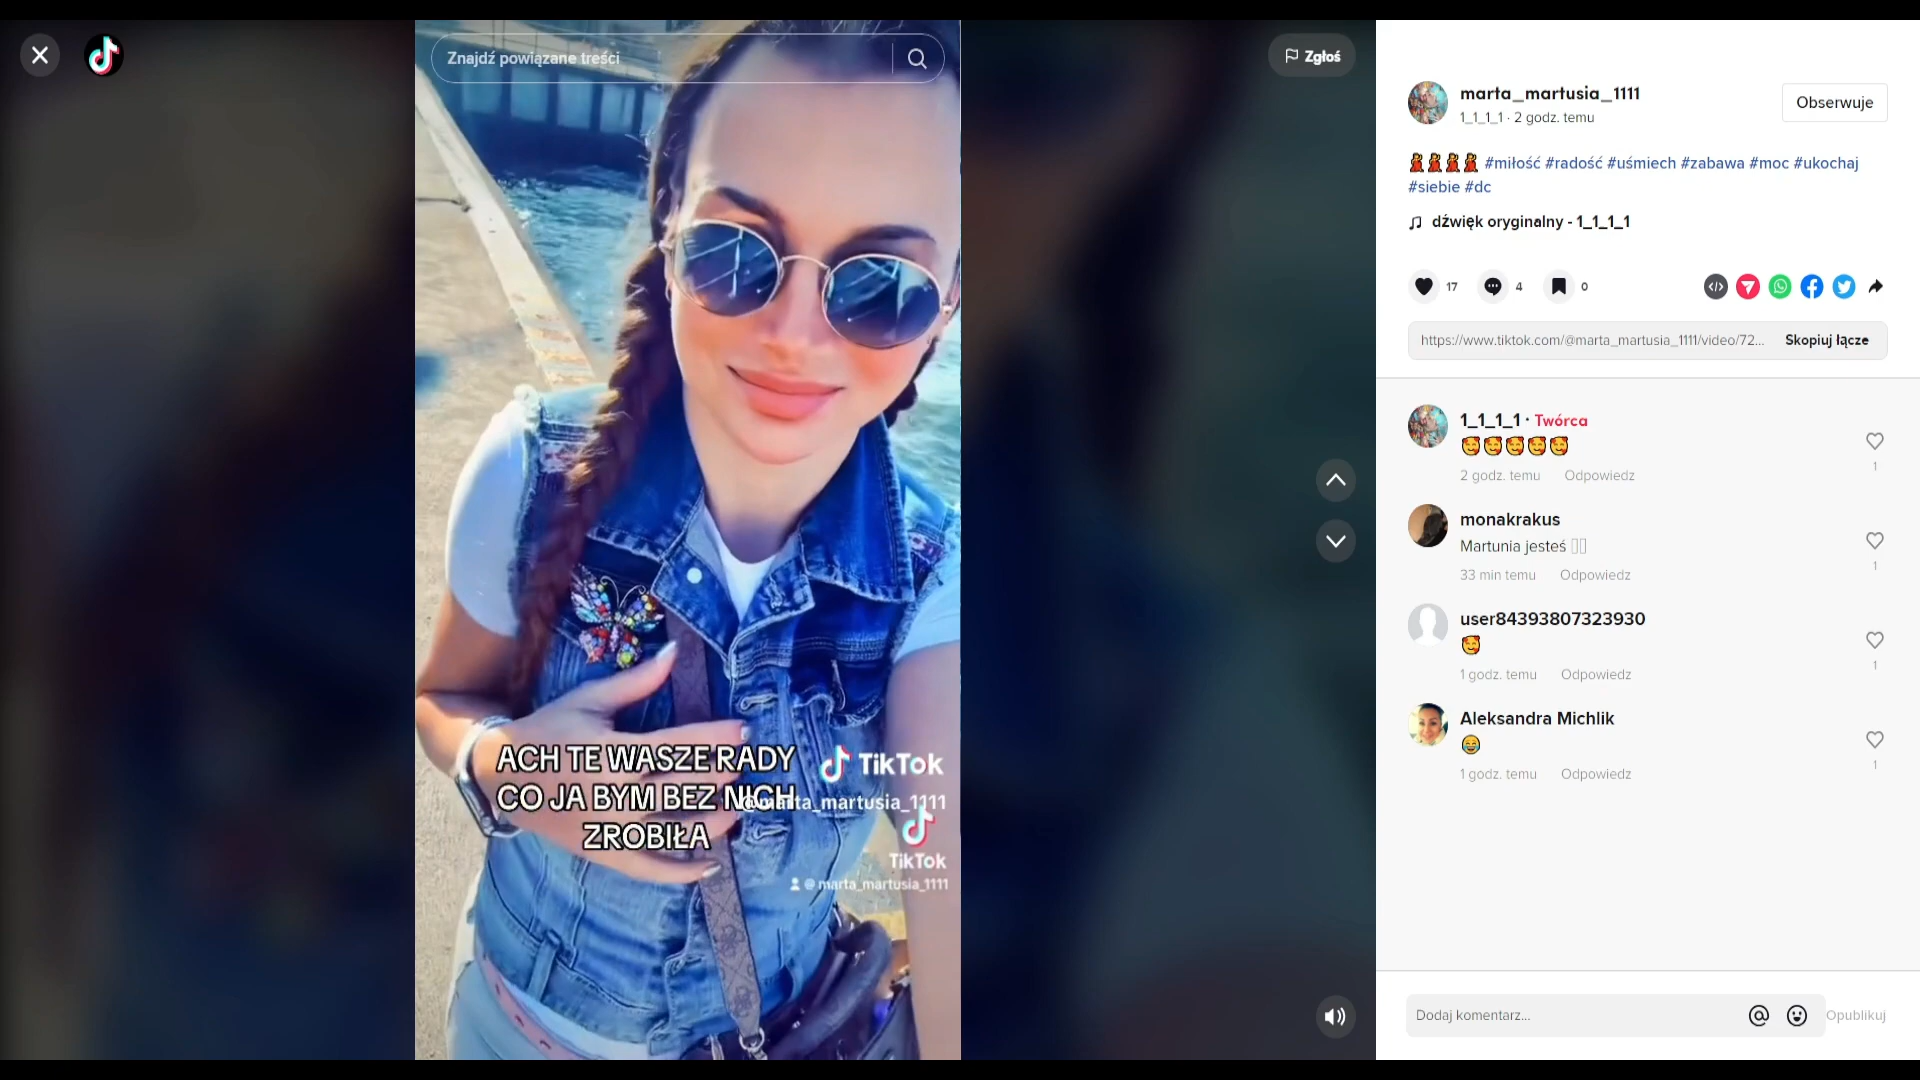 Znajdź powiązane treści
Zgłoś
ACH TE WASZE RADY
CO JA BYM BEZ NICH
ZROBIŁA
TikTok
@marta_martusia_1111
TikTok
@ marta_martusia_1111
marta_martusia_1111
1_1_1_1 · 2 godz. temu
Obserwuje
#miłość #radość #uśmiech #zabawa #moc #ukochaj
#siebie #dc
dźwięk oryginalny - 1_1_1_1
17
4
0
https://www.tiktok.com/@marta_martusia_1111/video/72...
Skopiuj łącze
1_1_1_1 · Twórca
2 godz. temu
Odpowiedz
1
monakrakus
Martunia jesteś
33 min temu
Odpowiedz
1
user84393807323930
1 godz. temu
Odpowiedz
1
Aleksandra Michlik
1 godz. temu
Odpowiedz
1
Dodaj komentarz...
Opublikuj